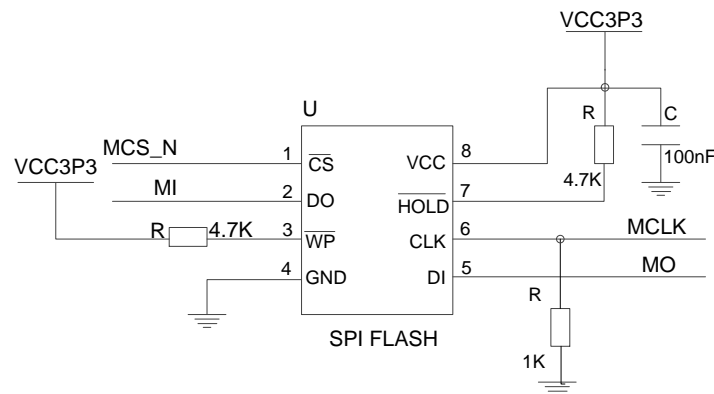 VCC3P3
U
R
C
MCS_N
1
CS
VCC
8
100nF
VCC3P3
MI
2
DO
HOLD
7
4.7K
R
4.7K
3
WP
CLK
6
MCLK
4
GND
DI
5
MO
R
SPI FLASH
1K